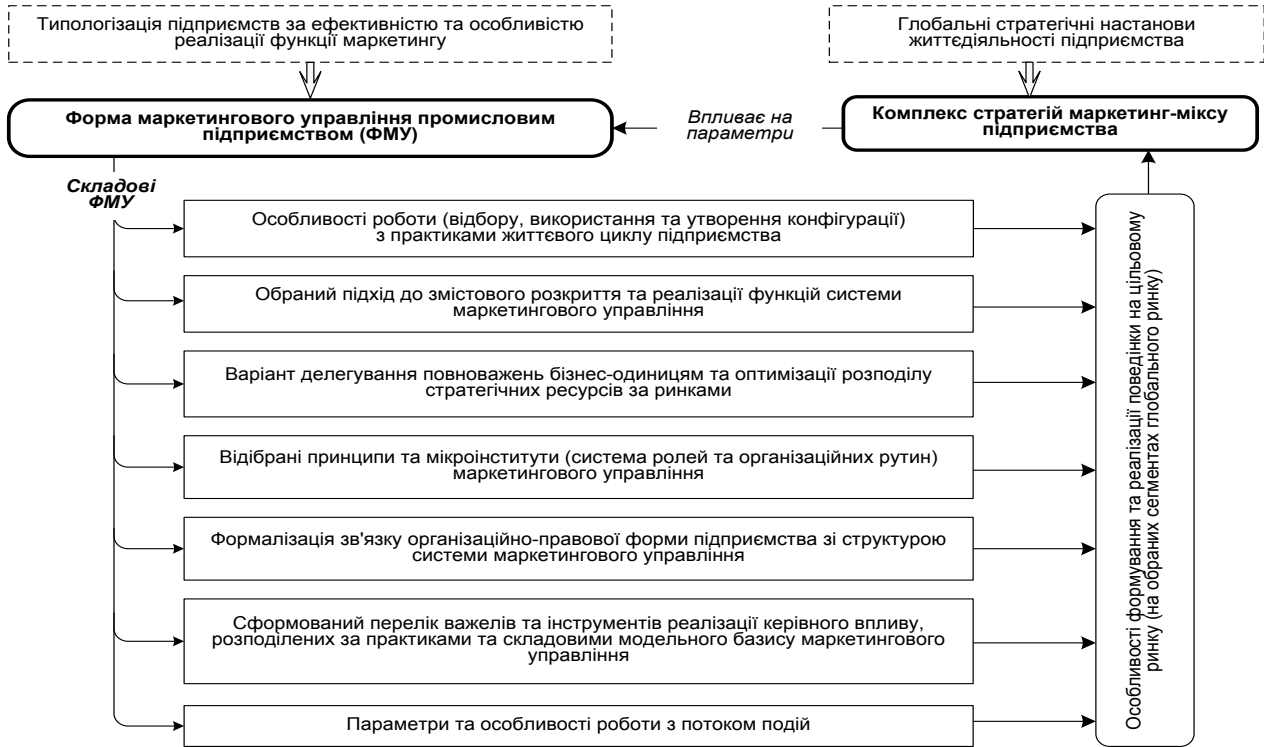 Типологізація підприємств за ефективністю та особливістю
реалізації функції маркетингу
Глобальні стратегічні настанови
життєдіяльності підприємства
Форма маркетингового управління промисловим
підприємством (ФМУ)
Впливає на
параметри
Комплекс стратегій маркетинг-міксу
підприємства
Складові
ФМУ
Особливості роботи (відбору, використання та утворення конфігурації)
з практиками життєвого циклу підприємства
Обраний підхід до змістового розкриття та реалізації функцій системи
маркетингового управління
Варіант делегування повноважень бізнес-одиницям та оптимізації розподілу
стратегічних ресурсів за ринками
Відібрані принципи та мікроінститути (система ролей та організаційних рутин)
маркетингового управління
Формалізація зв'язку організаційно-правової форми підприємства зі структурою
системи маркетингового управління
Сформований перелік важелів та інструментів реалізації керівного впливу,
розподілених за практиками та складовими модельного базису маркетингового
управління
Параметри та особливості роботи з потоком подій
Особливості формування та реалізації поведінки на цільовому
ринку (на обраних сегментах глобального ринку)